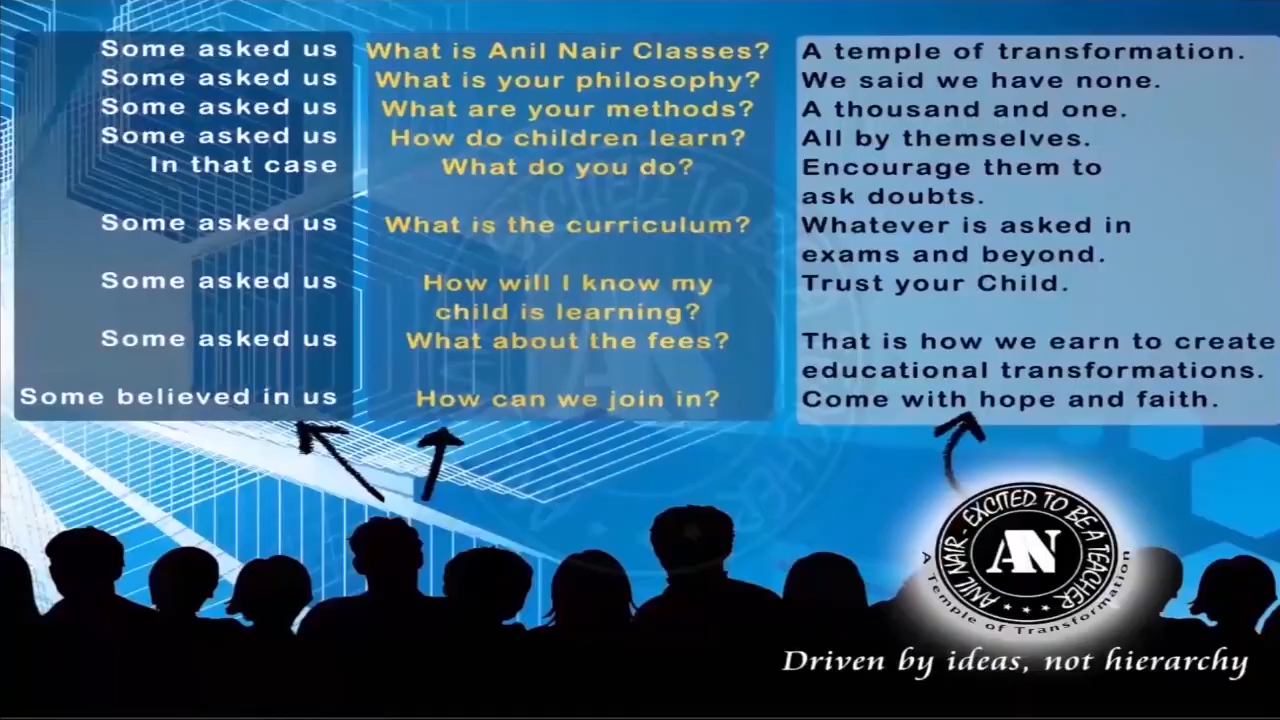 Some asked us What is Anil Nair Classes? A temple of transformation.
Some asked us What is your philosophy? We said we have none.
Some asked us What are your methods? A thousand and one.
Some asked us How do children learn? All by themselves.
In that case What do you do? Encourage them to
ask doubts.
Some asked us What is the curriculum? Whatever is asked in
exams and beyond.
Some asked us How will I know my Trust your Child.
child is learning?
Some asked us What about the fees? That is how we earn to create
educational transformations.
Some believed in us How can we join in? Come with hope and faith.
ANIL NAIR - EXCITED TO BE A TEACHER
AN
A Temple of Transformation
Driven by ideas, not hierarchy